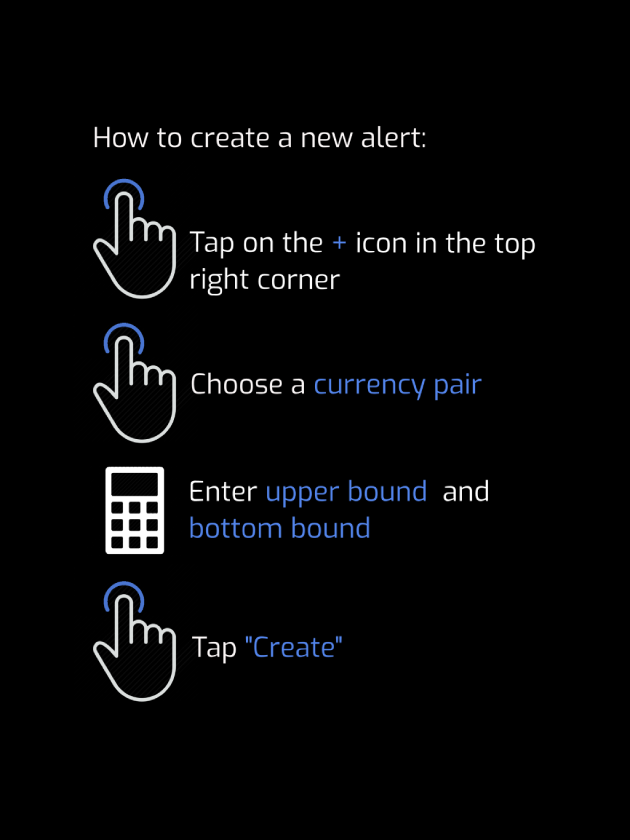 How to create a new alert:
Tap on the + icon in the top
right corner
Choose a currency pair
Enter upper bound and
bottom bound
Tap "Create"